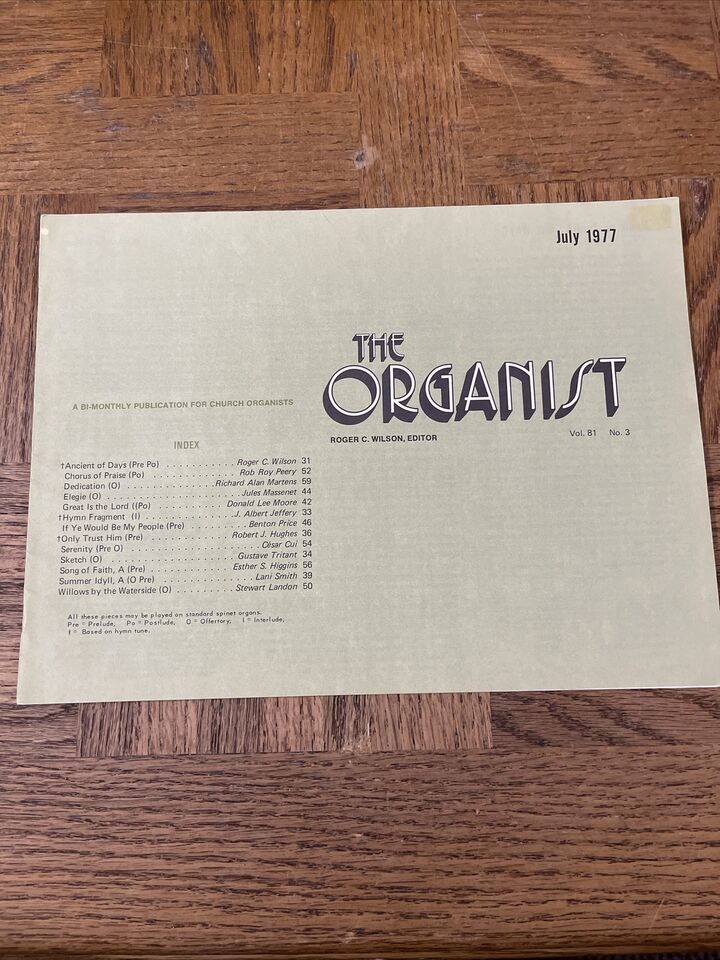 July 1977
THE
ORGANIST
A BI-MONTHLY PUBLICATION FOR CHURCH ORGANISTS
ROGER C. WILSON, EDITOR
Vol. 81 No. 3
INDEX
†Ancient of Days (Pre Po) . . . . . . . . . . . Roger C. Wilson 31
Chorus of Praise (Po) . . . . . . . . . . . . . Rob Roy Peery 52
Dedication (O) . . . . . . . . . . . . . . . Richard Alan Martens 59
Elegie (O) . . . . . . . . . . . . . . . . . . . . . Jules Massenet 44
Great Is the Lord ((Po) . . . . . . . . . . Donald Lee Moore 42
†Hymn Fragment (I) . . . . . . . . . . . . . . J. Albert Jeffery 33
If Ye Would Be My People (Pre) . . . . . . . . . Benton Price 46
†Only Trust Him (Pre) . . . . . . . . . . . . . Robert J. Hughes 36
Serenity (Pre O) . . . . . . . . . . . . . . . . . . . . César Cui 54
Sketch (O) . . . . . . . . . . . . . . . . . . . . Gustave Tritant 34
Song of Faith, A (Pre) . . . . . . . . . . . . Esther S. Higgins 56
Summer Idyll, A (O Pre) . . . . . . . . . . . . . . Lani Smith 39
Willows by the Waterside (O) . . . . . . . . . Stewart Landon 50
All these pieces may be played on standard spinet organs.
Pre = Prelude; Po = Postlude; O = Offertory; I = Interlude;
† = Based on hymn tune.